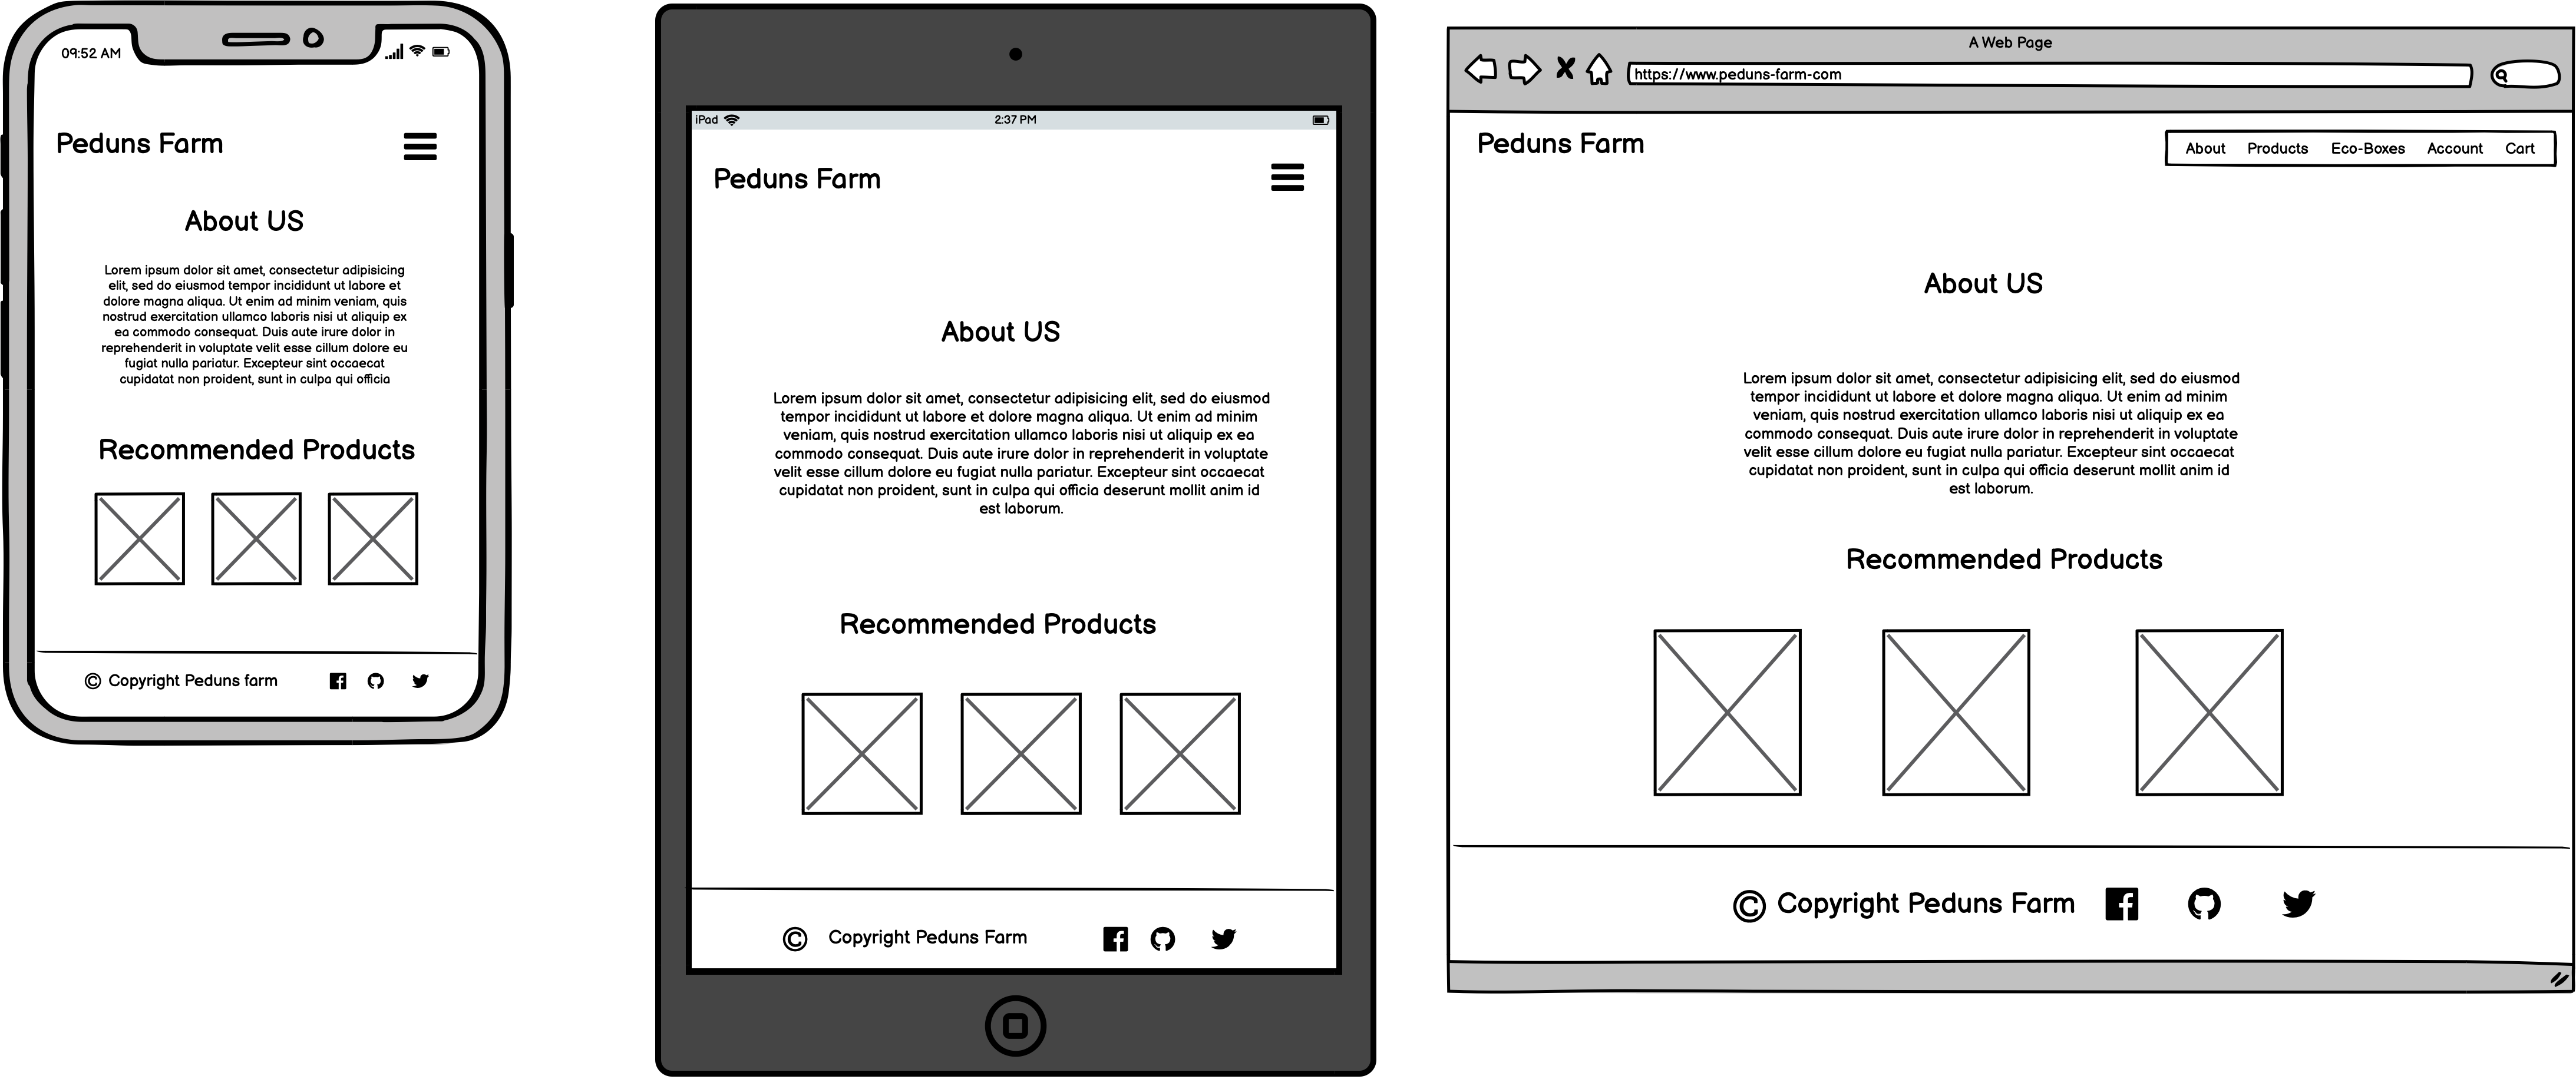 09:52 AM
Peduns Farm
About US
Lorem ipsum dolor sit amet, consectetur adipisicing
elit, sed do eiusmod tempor incididunt ut labore et
dolore magna aliqua. Ut enim ad minim veniam, quis
nostrud exercitation ullamco laboris nisi ut aliquip ex
ea commodo consequat. Duis aute irure dolor in
reprehenderit in voluptate velit esse cillum dolore eu
fugiat nulla pariatur. Excepteur sint occaecat
cupidatat non proident, sunt in culpa qui officia
Recommended Products
© Copyright Peduns farm
iPad 2:37 PM
Peduns Farm
About US
Lorem ipsum dolor sit amet, consectetur adipisicing elit, sed do eiusmod
tempor incididunt ut labore et dolore magna aliqua. Ut enim ad minim
veniam, quis nostrud exercitation ullamco laboris nisi ut aliquip ex ea
commodo consequat. Duis aute irure dolor in reprehenderit in voluptate
velit esse cillum dolore eu fugiat nulla pariatur. Excepteur sint occaecat
cupidatat non proident, sunt in culpa qui officia deserunt mollit anim id
est laborum.
Recommended Products
© Copyright Peduns Farm
A Web Page
https://www.peduns-farm-com
Peduns Farm
About Products Eco-Boxes Account Cart
About US
Lorem ipsum dolor sit amet, consectetur adipisicing elit, sed do eiusmod
tempor incididunt ut labore et dolore magna aliqua. Ut enim ad minim
veniam, quis nostrud exercitation ullamco laboris nisi ut aliquip ex ea
commodo consequat. Duis aute irure dolor in reprehenderit in voluptate
velit esse cillum dolore eu fugiat nulla pariatur. Excepteur sint occaecat
cupidatat non proident, sunt in culpa qui officia deserunt mollit anim id
est laborum.
Recommended Products
© Copyright Peduns Farm